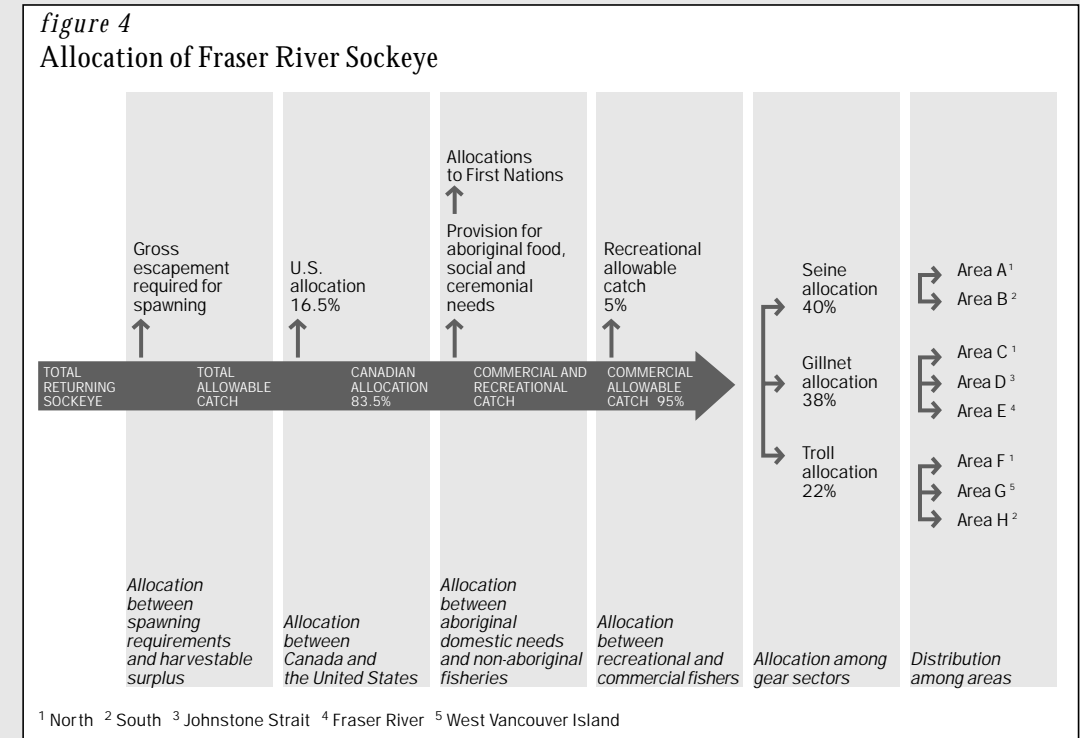 figure 4
Allocation of Fraser River Sockeye
Gross
escapement
required for
spawning
U.S.
allocation
16.5%
Allocations
to First Nations
Provision for
aboriginal food,
social and
ceremonial
needs
Recreational
allowable
catch
5%
TOTAL
RETURNING
SOCKEYE
TOTAL
ALLOWABLE
CATCH
CANADIAN
ALLOCATION
83.5%
COMMERCIAL AND
RECREATIONAL
CATCH
COMMERCIAL
ALLOWABLE
CATCH 95%
Seine
allocation
40%
Gillnet
allocation
38%
Troll
allocation
22%
Area A ¹
Area B ²
Area C ¹
Area D ³
Area E ⁴
Area F ¹
Area G ⁵
Area H ²
Allocation
between
spawning
requirements
and harvestable
surplus
Allocation
between
Canada and
the United States
Allocation
between
aboriginal
domestic needs
and non-aboriginal
fisheries
Allocation
between
recreational and
commercial fishers
Allocation among
gear sectors
Distribution
among areas
¹ North ² South ³ Johnstone Strait ⁴ Fraser River ⁵ West Vancouver Island